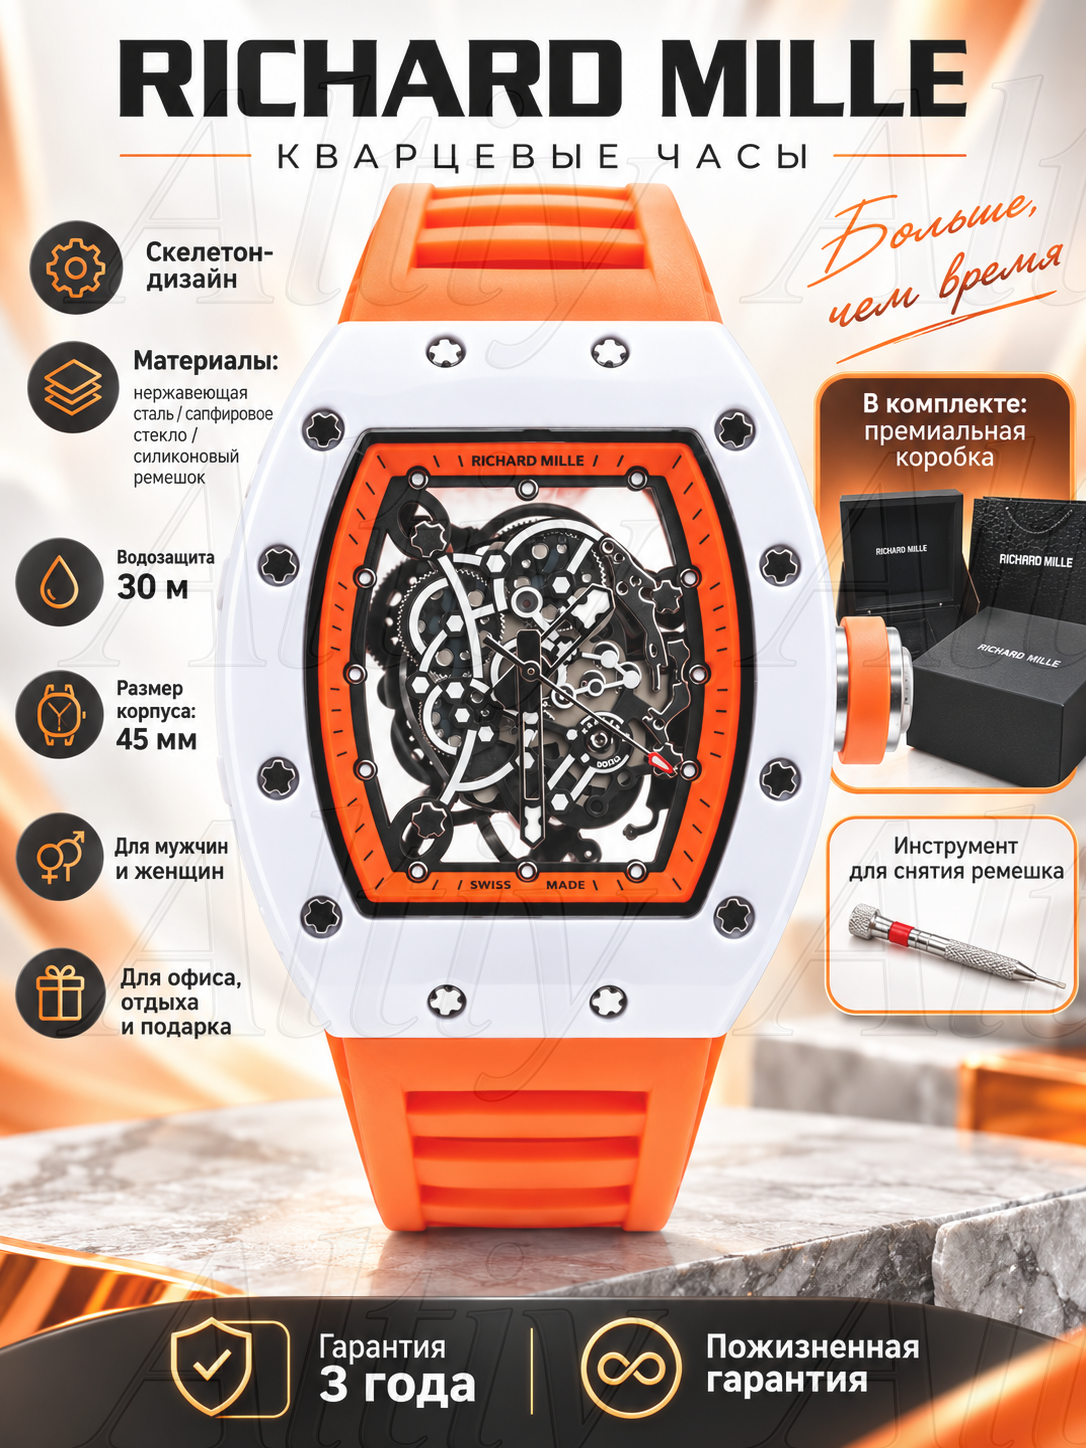 RICHARD MILLE
КВАРЦЕВЫЕ ЧАСЫ
Больше,
чем время
Скелетон-
дизайн
Материалы:
нержавеющая
сталь / сапфировое
стекло /
силиконовый
ремешок
Водозащита
30 м
Размер
корпуса:
45 мм
Для мужчин
и женщин
Для офиса,
отдыха
и подарка
RICHARD MILLE
SWISS MADE
В комплекте:
премиальная
коробка
RICHARD MILLE
RICHARD MILLE
RICHARD MILLE
Инструмент
для снятия ремешка
Гарантия
3 года
Пожизненная
гарантия
Altiy